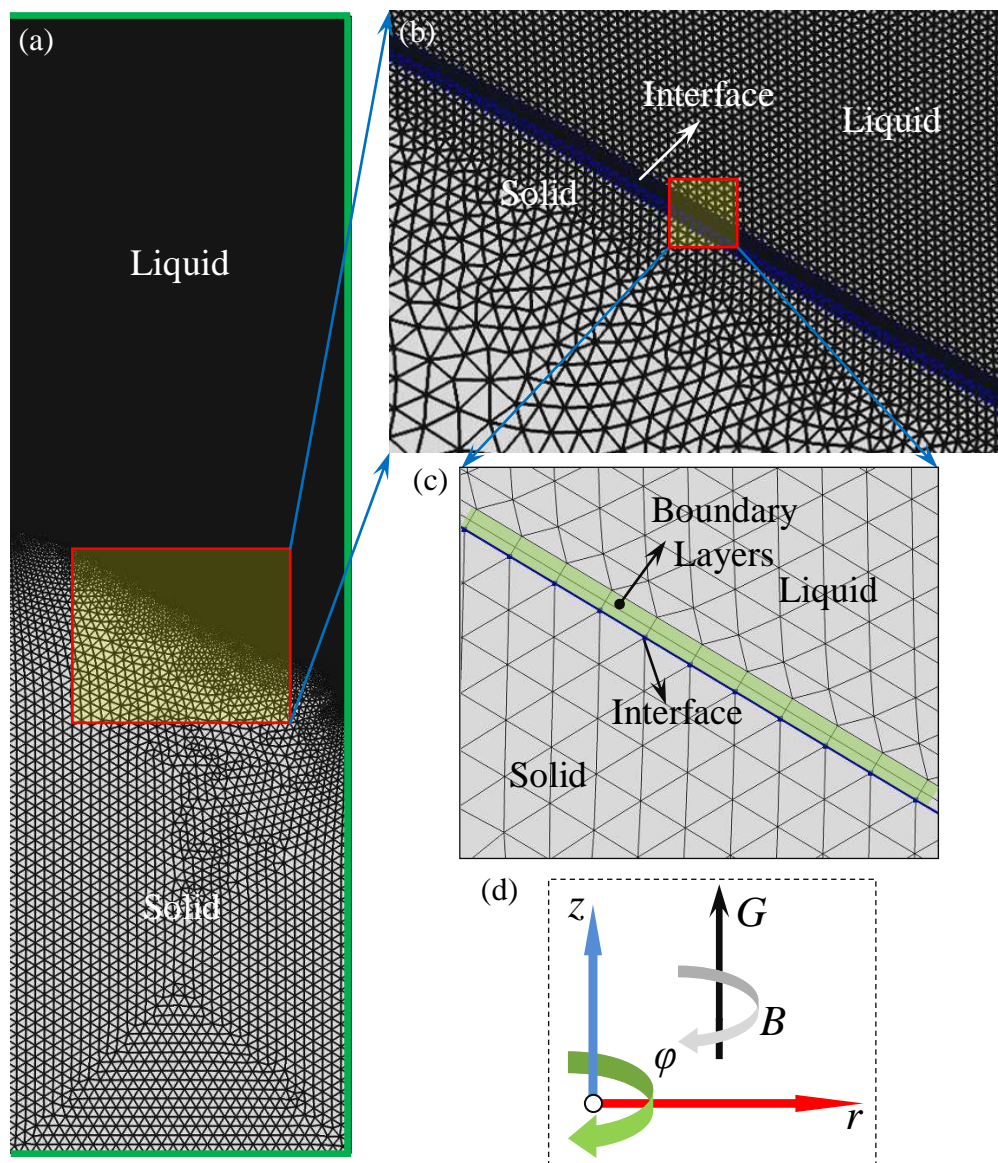 (a)
Liquid
Solid
(b)
Interface
Liquid
Solid
(c)
Boundary
Layers
Liquid
Interface
Solid
(d)
z
G
B
φ
r